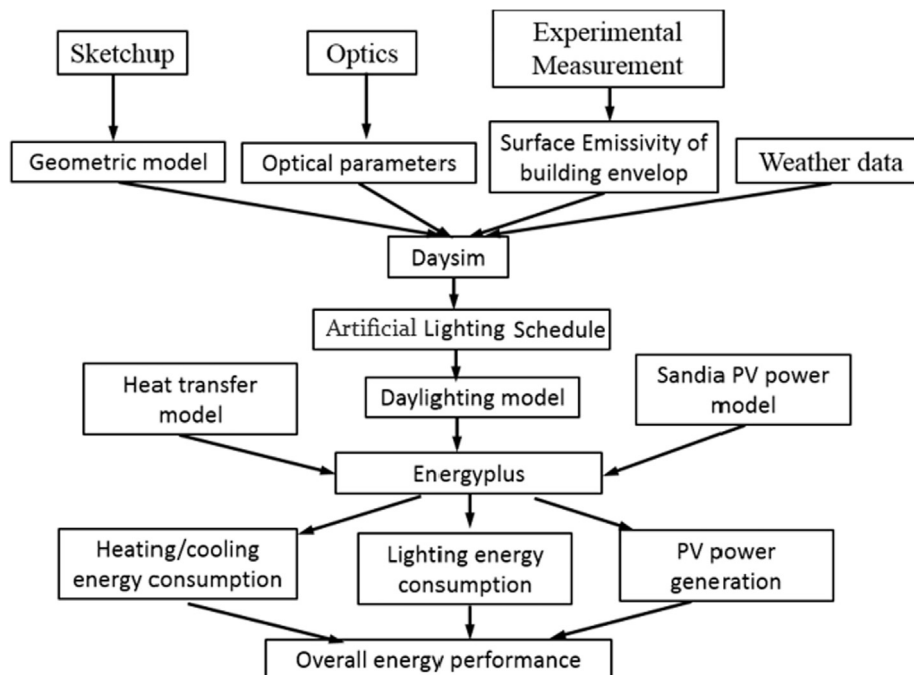 Sketchup
Optics
Experimental
Measurement
Geometric model
Optical parameters
Surface Emissivity of
building envelop
Weather data
Daysim
Artificial Lighting Schedule
Heat transfer
model
Daylighting model
Sandia PV power
model
Energyplus
Heating/cooling
energy consumption
Lighting energy
consumption
PV power
generation
Overall energy performance